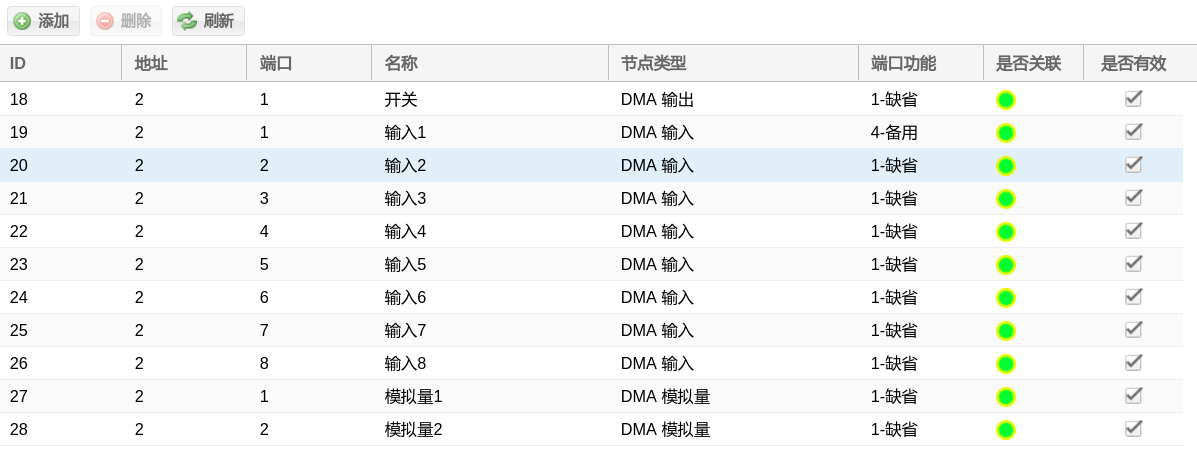 添加 删除 刷新
ID 地址 端口 名称 节点类型 端口功能 是否关联 是否有效
18 2 1 开关 DMA 输出 1-缺省
19 2 1 输入1 DMA 输入 4-备用
20 2 2 输入2 DMA 输入 1-缺省
21 2 3 输入3 DMA 输入 1-缺省
22 2 4 输入4 DMA 输入 1-缺省
23 2 5 输入5 DMA 输入 1-缺省
24 2 6 输入6 DMA 输入 1-缺省
25 2 7 输入7 DMA 输入 1-缺省
26 2 8 输入8 DMA 输入 1-缺省
27 2 1 模拟量1 DMA 模拟量 1-缺省
28 2 2 模拟量2 DMA 模拟量 1-缺省